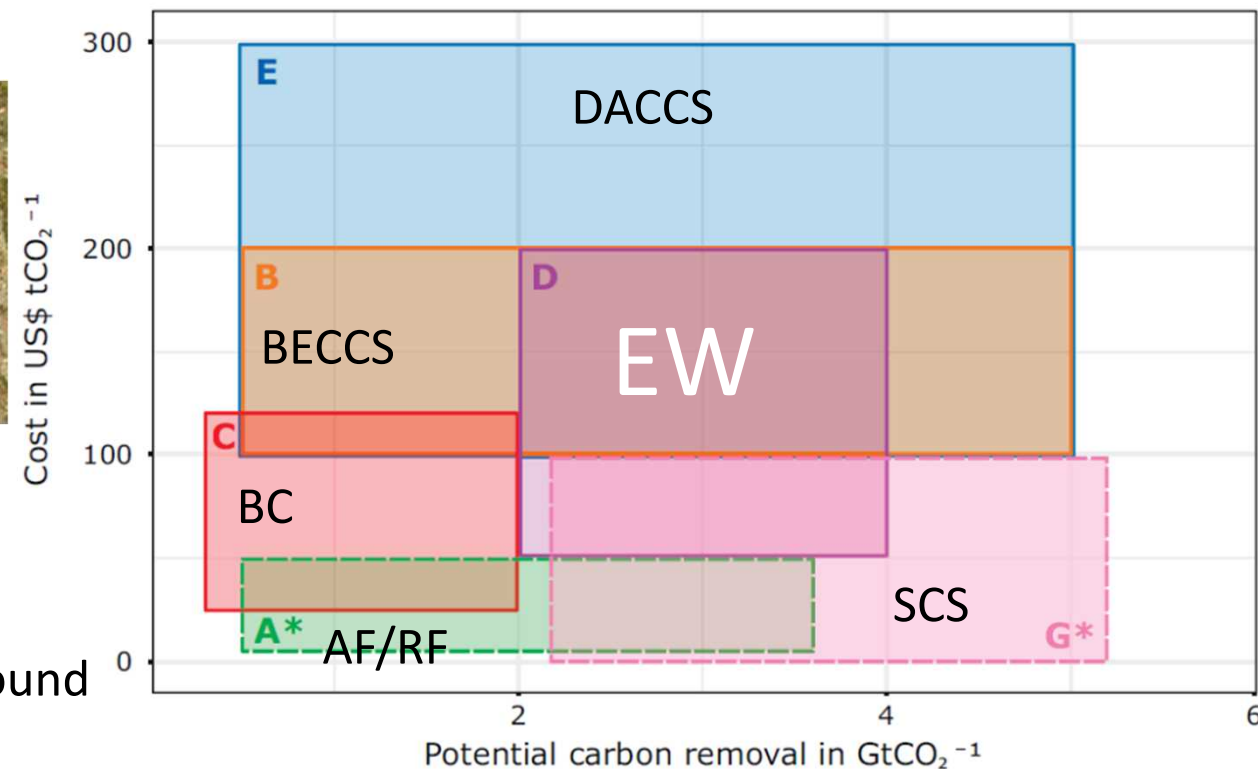 300
E
DACCS
200
B
D
BECCS
EW
C
100
BC
SCS
A*
AF/RF
G*
0
2
4
6
Cost in US$ tCO₂⁻¹
Potential carbon removal in GtCO₂⁻¹
ound